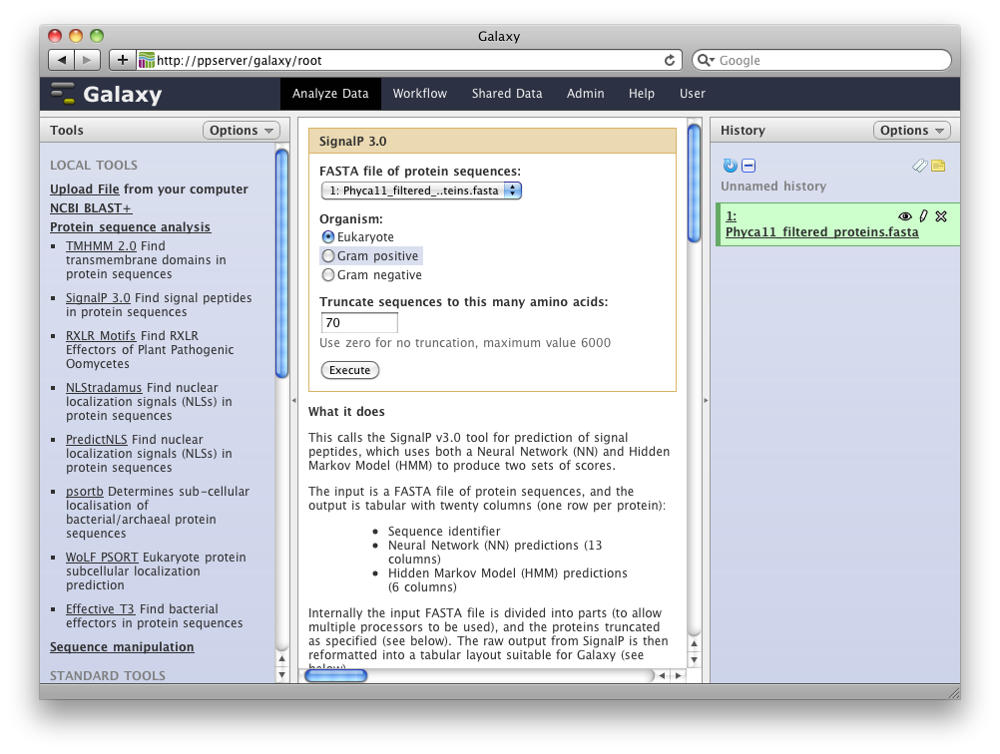 Galaxy
http://ppserver/galaxy/root
Google
Galaxy
Analyze Data
Workflow
Shared Data
Admin
Help
User
Tools
Options
LOCAL TOOLS
Upload File from your computer
NCBI BLAST+
Protein sequence analysis
TMHMM 2.0 Find
transmembrane domains in
protein sequences
SignalP 3.0 Find signal peptides
in protein sequences
RXLR Motifs Find RXLR
Effectors of Plant Pathogenic
Oomycetes
NLStradamus Find nuclear
localization signals (NLSs) in
protein sequences
PredictNLS Find nuclear
localization signals (NLSs) in
protein sequences
psortb Determines sub-cellular
localisation of
bacterial/archaeal protein
sequences
WoLF PSORT Eukaryote protein
subcellular localization
prediction
Effective T3 Find bacterial
effectors in protein sequences
Sequence manipulation
STANDARD TOOLS
SignalP 3.0
FASTA file of protein sequences:
1: Phyca11_filtered_..teins.fasta
Organism:
Eukaryote
Gram positive
Gram negative
Truncate sequences to this many amino acids:
70
Use zero for no truncation, maximum value 6000
Execute
What it does
This calls the SignalP v3.0 tool for prediction of signal
peptides, which uses both a Neural Network (NN) and Hidden
Markov Model (HMM) to produce two sets of scores.
The input is a FASTA file of protein sequences, and the
output is tabular with twenty columns (one row per protein):
• Sequence identifier
• Neural Network (NN) predictions (13
columns)
• Hidden Markov Model (HMM) predictions
(6 columns)
Internally the input FASTA file is divided into parts (to allow
multiple processors to be used), and the proteins truncated
as specified (see below). The raw output from SignalP is then
reformatted into a tabular layout suitable for Galaxy (see
below).
History
Options
Unnamed history
1:
Phyca11_filtered_proteins.fasta